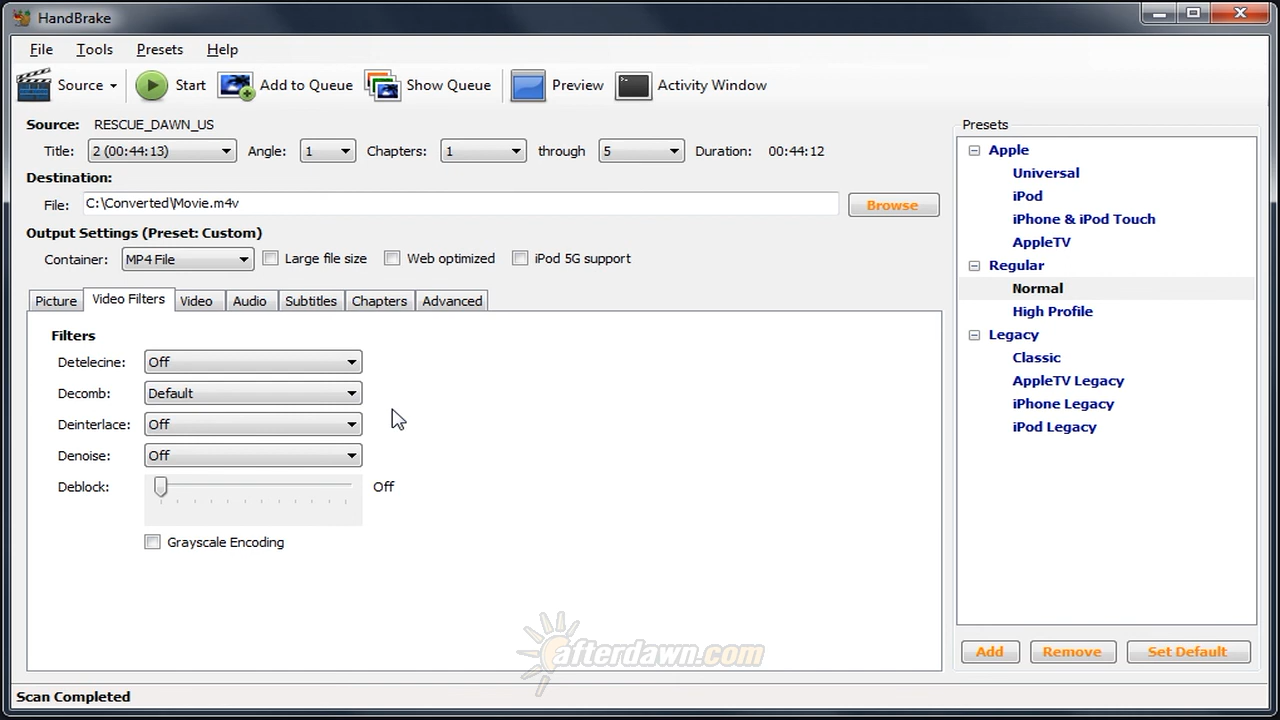 HandBrake
File Tools Presets Help
Source Start Add to Queue Show Queue Preview Activity Window
Source: RESCUE_DAWN_US
Title: 2 (00:44:13) Angle: 1 Chapters: 1 through 5 Duration: 00:44:12
Destination:
File: C:\Converted\Movie.m4v Browse
Output Settings (Preset: Custom)
Container: MP4 File Large file size Web optimized iPod 5G support
Picture Video Filters Video Audio Subtitles Chapters Advanced
Filters
Detelecine: Off
Decomb: Default
Deinterlace: Off
Denoise: Off
Deblock: Off
Grayscale Encoding
Presets
Apple
Universal
iPod
iPhone & iPod Touch
AppleTV
Regular
Normal
High Profile
Legacy
Classic
AppleTV Legacy
iPhone Legacy
iPod Legacy
Add Remove Set Default
afterdawn.com
Scan Completed